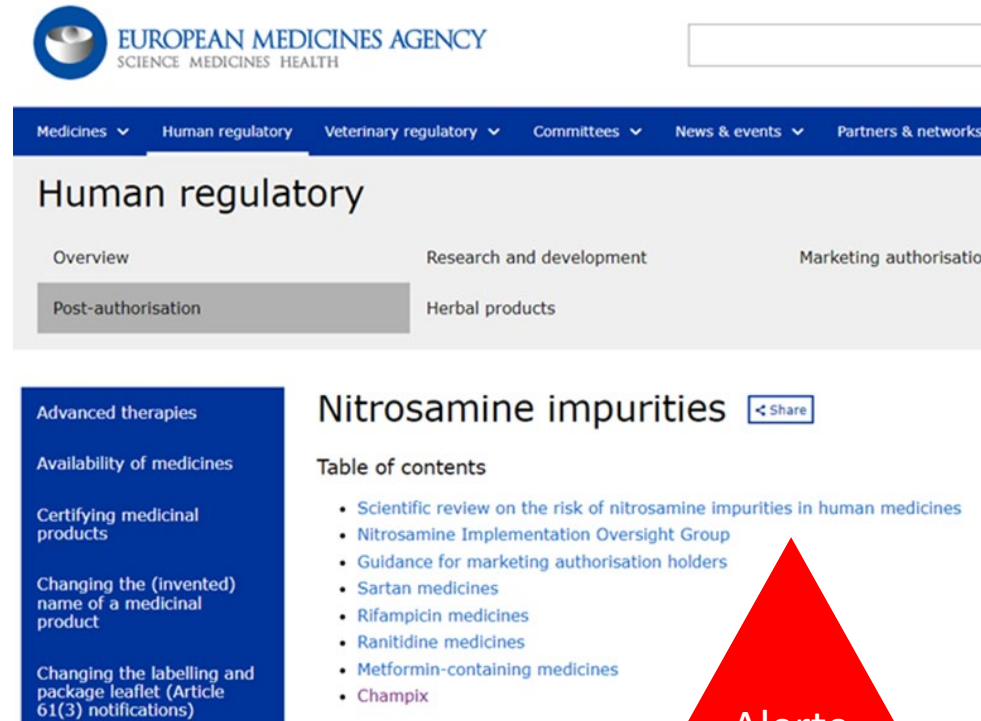 EUROPEAN MEDICINES AGENCY
SCIENCE MEDICINES HEALTH
Medicines Human regulatory Veterinary regulatory Committees News & events Partners & networks
Human regulatory
Overview Research and development Marketing authorisatio
Post-authorisation Herbal products
Advanced therapies
Availability of medicines
Certifying medicinal
products
Changing the (invented)
name of a medicinal
product
Changing the labelling and
package leaflet (Article
61(3) notifications)
Nitrosamine impurities Share
Table of contents
• Scientific review on the risk of nitrosamine impurities in human medicines
• Nitrosamine Implementation Oversight Group
• Guidance for marketing authorisation holders
• Sartan medicines
• Rifampicin medicines
• Ranitidine medicines
• Metformin-containing medicines
• Champix
Alerts